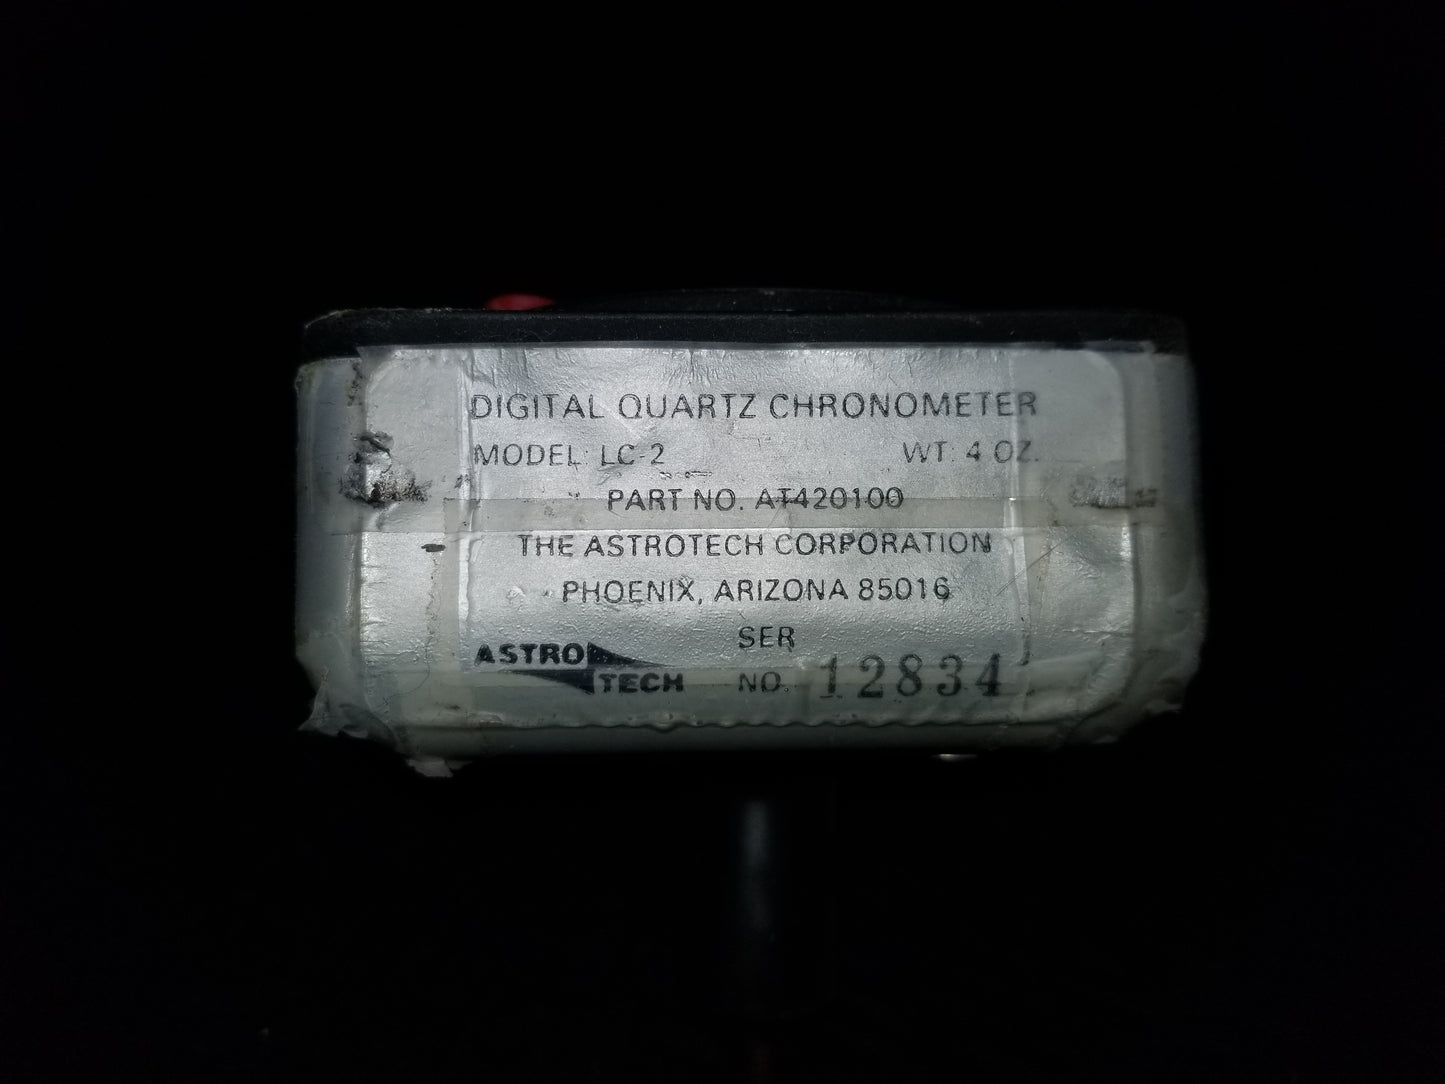 DIGITAL QUARTZ CHRONOMETER
MODEL: LC-2 WT: 4 OZ.
PART NO. AT420100
THE ASTROTECH CORPORATION
PHOENIX, ARIZONA 85016
ASTRO TECH
SER NO. 12834